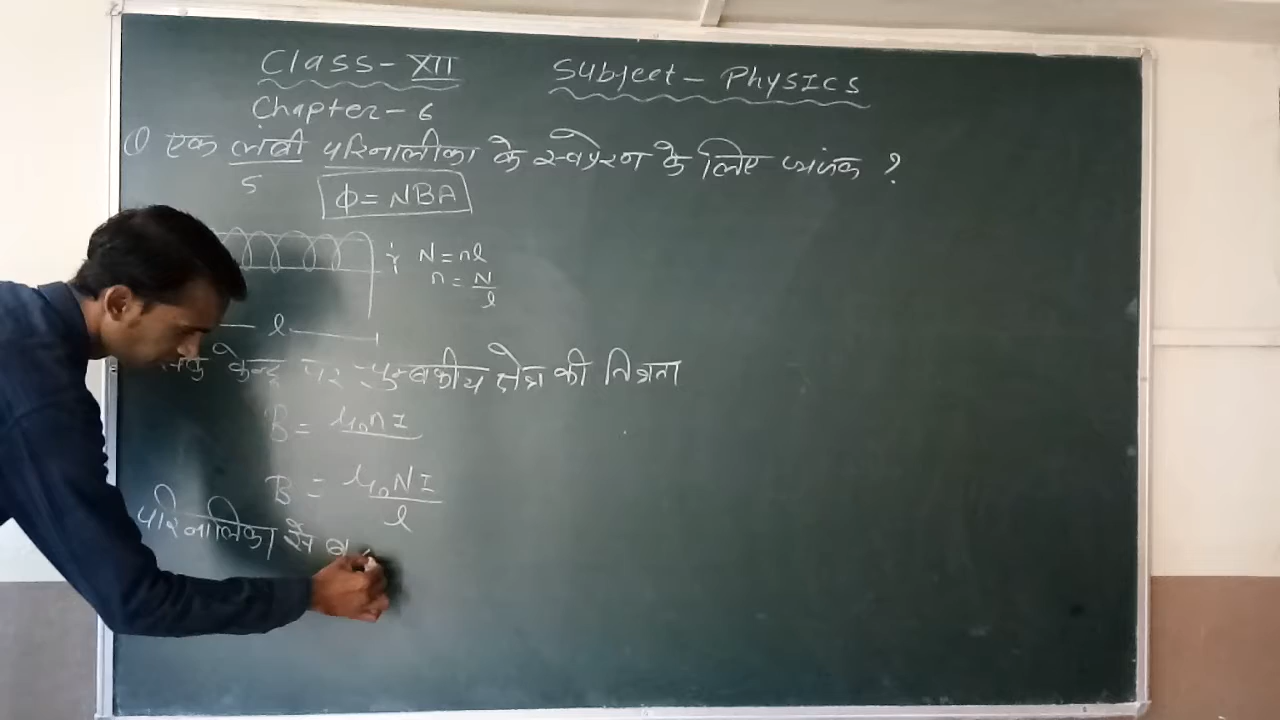 Class-XII
Subject- Physics
Chapter-6
① एक लंबी परिनालीका के स्वप्रेरण के लिए व्यंजक ?
5
Φ=NBA
N=nl
n=N/l
r
l
केन्द्र पर चुम्बकीय क्षेत्र की तिव्रता
B= μ₀nI
B = μ₀NI/l
परिनालिका से